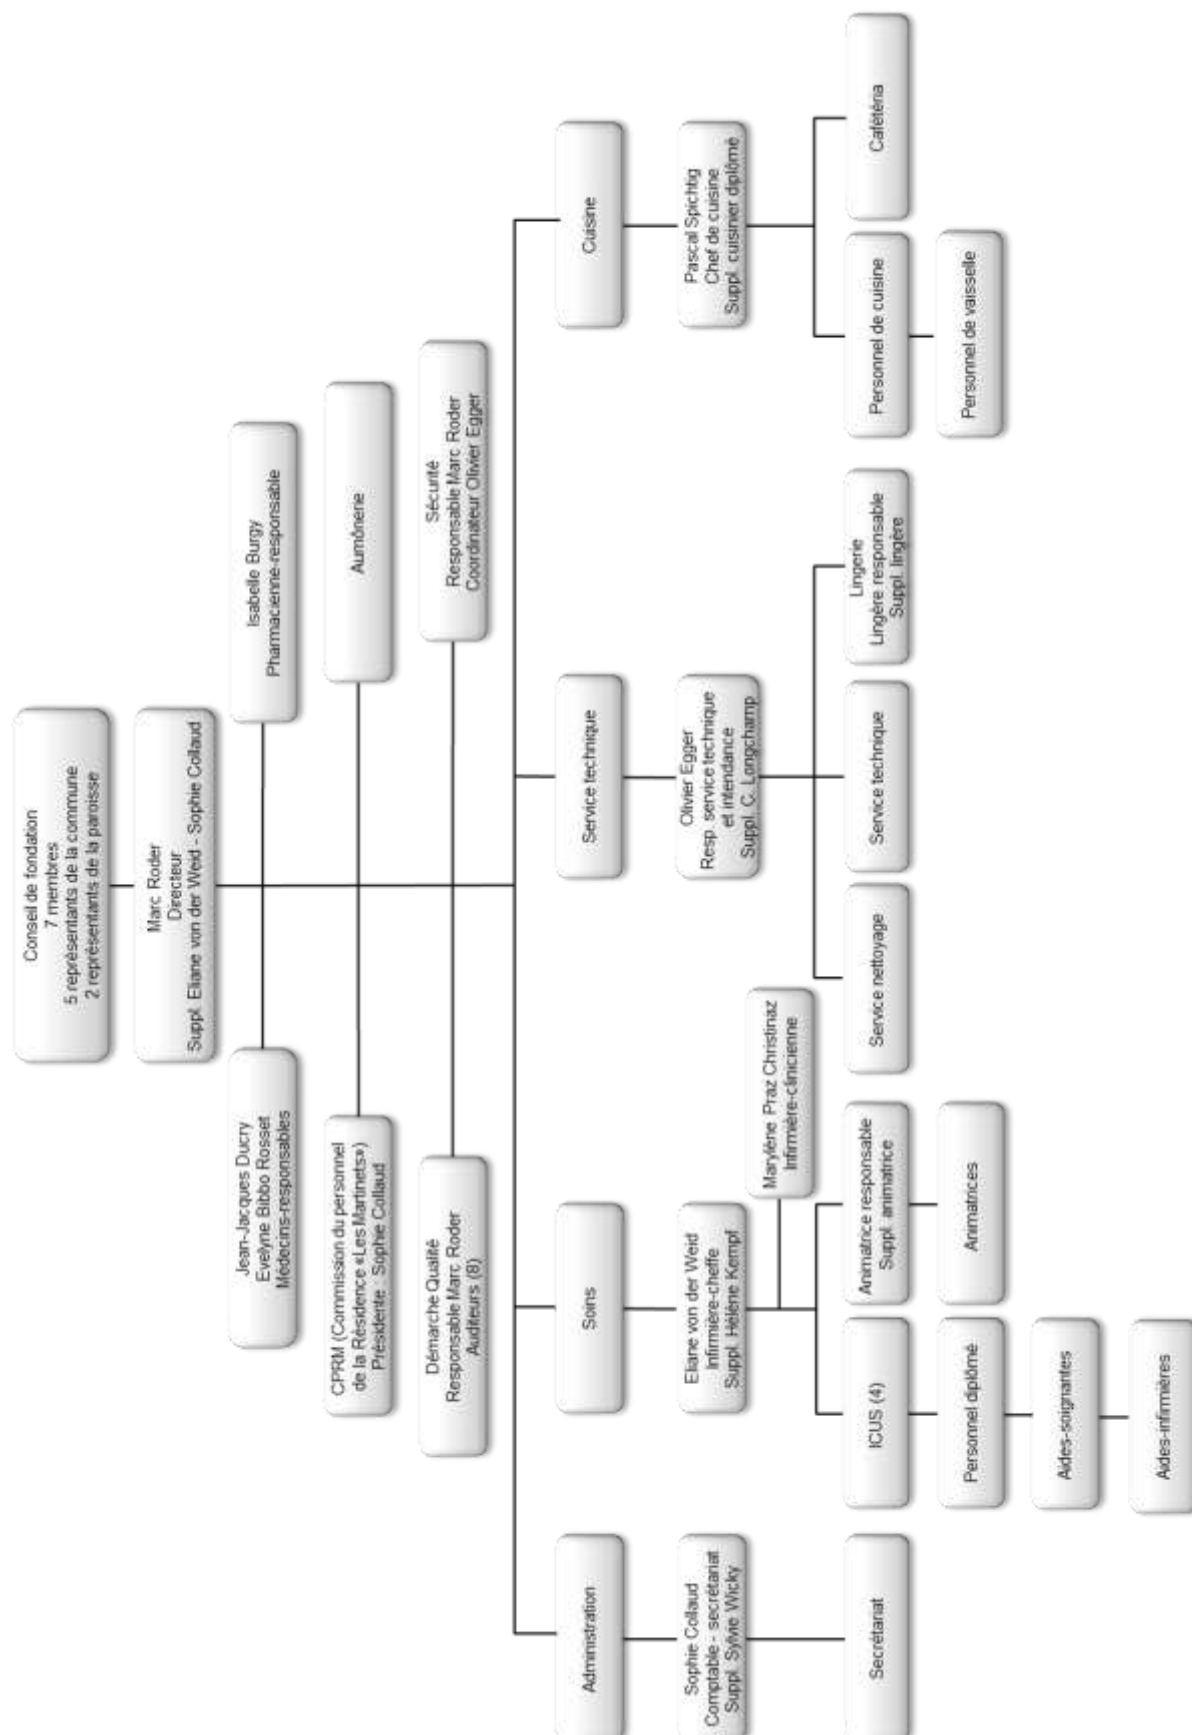 Conseil de fondation
7 membres
5 représentants de la commune
2 représentants de la paroisse
Marc Roder
Directeur
Suppl. Eliane von der Weid - Sophie Collaud
Jean-Jacques Ducry
Evelyne Bibbo Rosset
Médecins-responsables
Isabelle Burgy
Pharmacienne-responsable
CPRM (Commission du personnel
de la Résidence «Les Martinets»)
Présidente : Sophie Collaud
Aumônerie
Démarche Qualité
Responsable Marc Roder
Auditeurs (8)
Sécurité
Responsable Marc Roder
Coordinateur Olivier Egger
Administration
Soins
Service technique
Cuisine
Sophie Collaud
Comptable - secrétariat
Suppl. Sylvie Wicky
Eliane von der Weid
Infirmière-cheffe
Suppl. Hélène Kempf
Olivier Egger
Resp. service technique
et intendance
Suppl. C. Longchamp
Pascal Spichtig
Chef de cuisine
Suppl. cuisinier diplômé
Marylène Praz Christinaz
Infirmière-clinicienne
Secrétariat
ICUS (4)
Animatrice responsable
Suppl. animatrice
Service nettoyage
Service technique
Lingerie
Lingère responsable
Suppl. lingère
Personnel de cuisine
Cafétéria
Personnel diplômé
Animatrices
Personnel de vaisselle
Aides-soignantes
Aides-infirmières